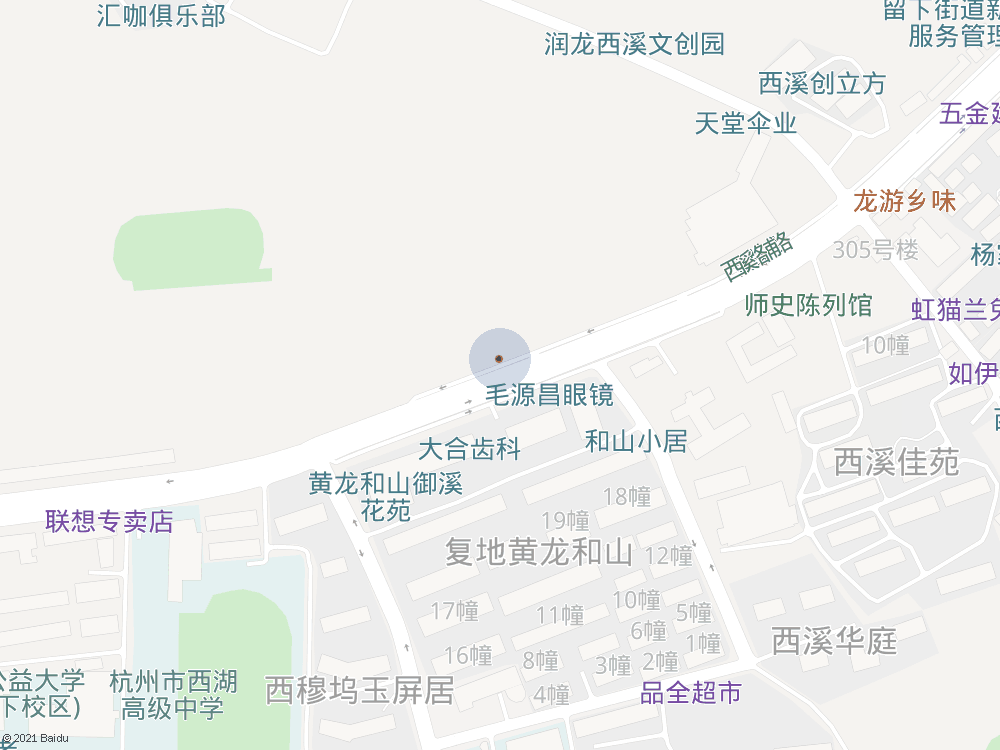 汇咖俱乐部
留下街道新
服务管理
润龙西溪文创园
西溪创立方
天堂伞业
五金建
龙游乡味
305号楼
杨家
师史陈列馆
虹猫兰兔
10幢
如伊
毛源昌眼镜
大合齿科
和山小居
西溪佳苑
黄龙和山御溪
花苑
18幢
联想专卖店
19幢
复地黄龙和山
12幢
17幢
11幢
10幢
5幢
6幢
1幢
西溪华庭
16幢
8幢
3幢
2幢
公益大学
下校区)
杭州市西湖
高级中学
西穆坞玉屏居
4幢
品全超市
© 2021 Baidu